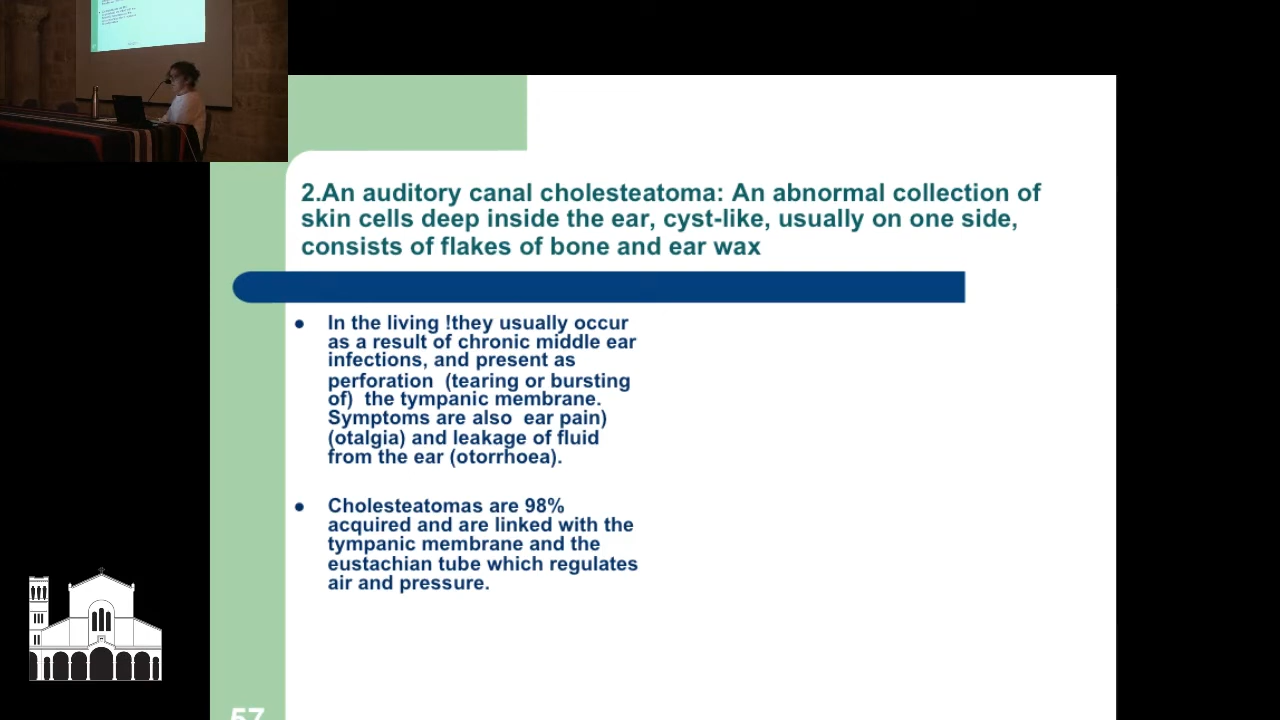 2.An auditory canal cholesteatoma: An abnormal collection of
skin cells deep inside the ear, cyst-like, usually on one side,
consists of flakes of bone and ear wax
● In the living !they usually occur
as a result of chronic middle ear
infections, and present as
perforation (tearing or bursting
of) the tympanic membrane.
Symptoms are also ear pain)
(otalgia) and leakage of fluid
from the ear (otorrhoea).
● Cholesteatomas are 98%
acquired and are linked with the
tympanic membrane and the
eustachian tube which regulates
air and pressure.
57